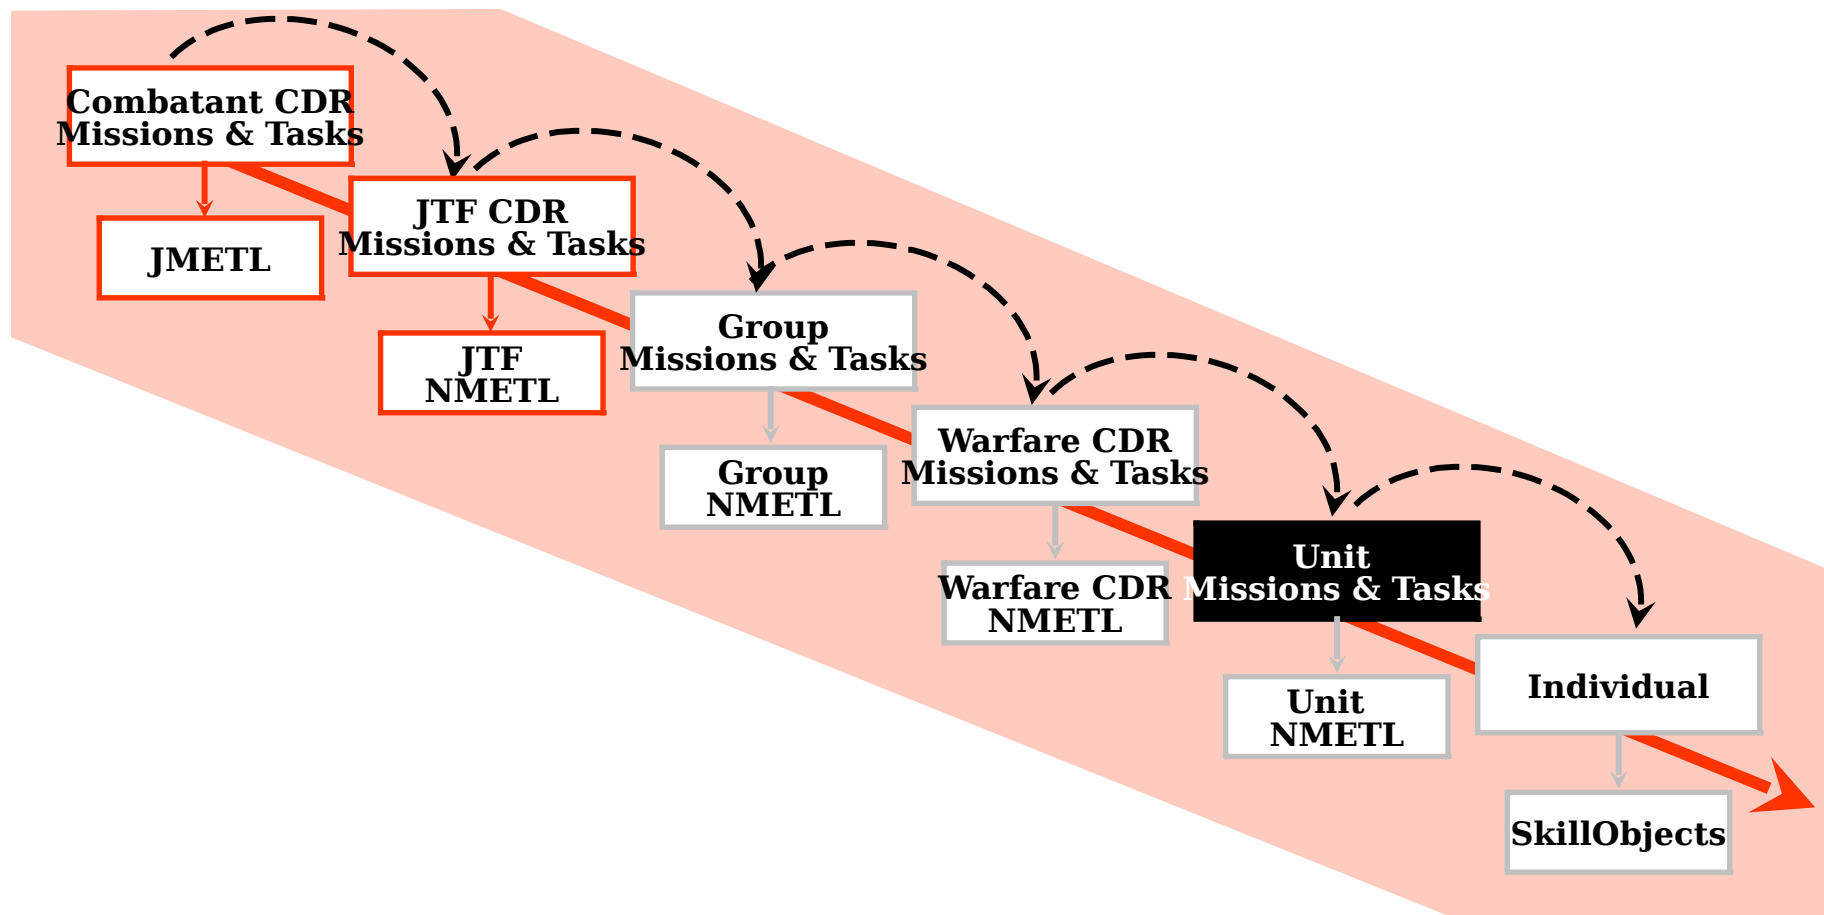 Combatant CDR
Missions & Tasks
JMETL
JTF CDR
Missions & Tasks
JTF
NMETL
Group
Missions & Tasks
Group
NMETL
Warfare CDR
Missions & Tasks
Warfare CDR
NMETL
Unit
Missions & Tasks
Unit
NMETL
Individual
SkillObjects